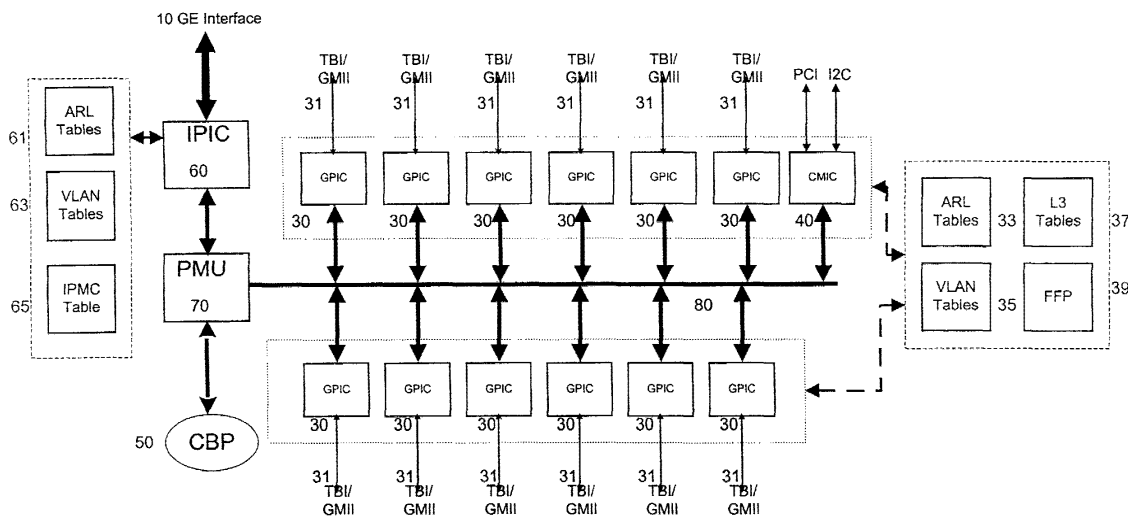 10 GE Interface
TBI/ GMII
TBI/ GMII
TBI/ GMII
TBI/ GMII
TBI/ GMII
TBI/ GMII
PCI I2C
31 31 31 31 31 31
61
ARL Tables
63
VLAN Tables
65
IPMC Table
IPIC
60
PMU
70
50
CBP
GPIC GPIC GPIC GPIC GPIC GPIC CMIC
30 30 30 30 30 30 40
80
GPIC GPIC GPIC GPIC GPIC GPIC
30 30 30 30 30 30
31 31 31 31 31 31
TBI/ GMII
TBI/ GMII
TBI/ GMII
TBI/ GMII
TBI/ GMII
TBI/ GMII
ARL Tables
33
L3 Tables
37
VLAN Tables
35
FFP
39